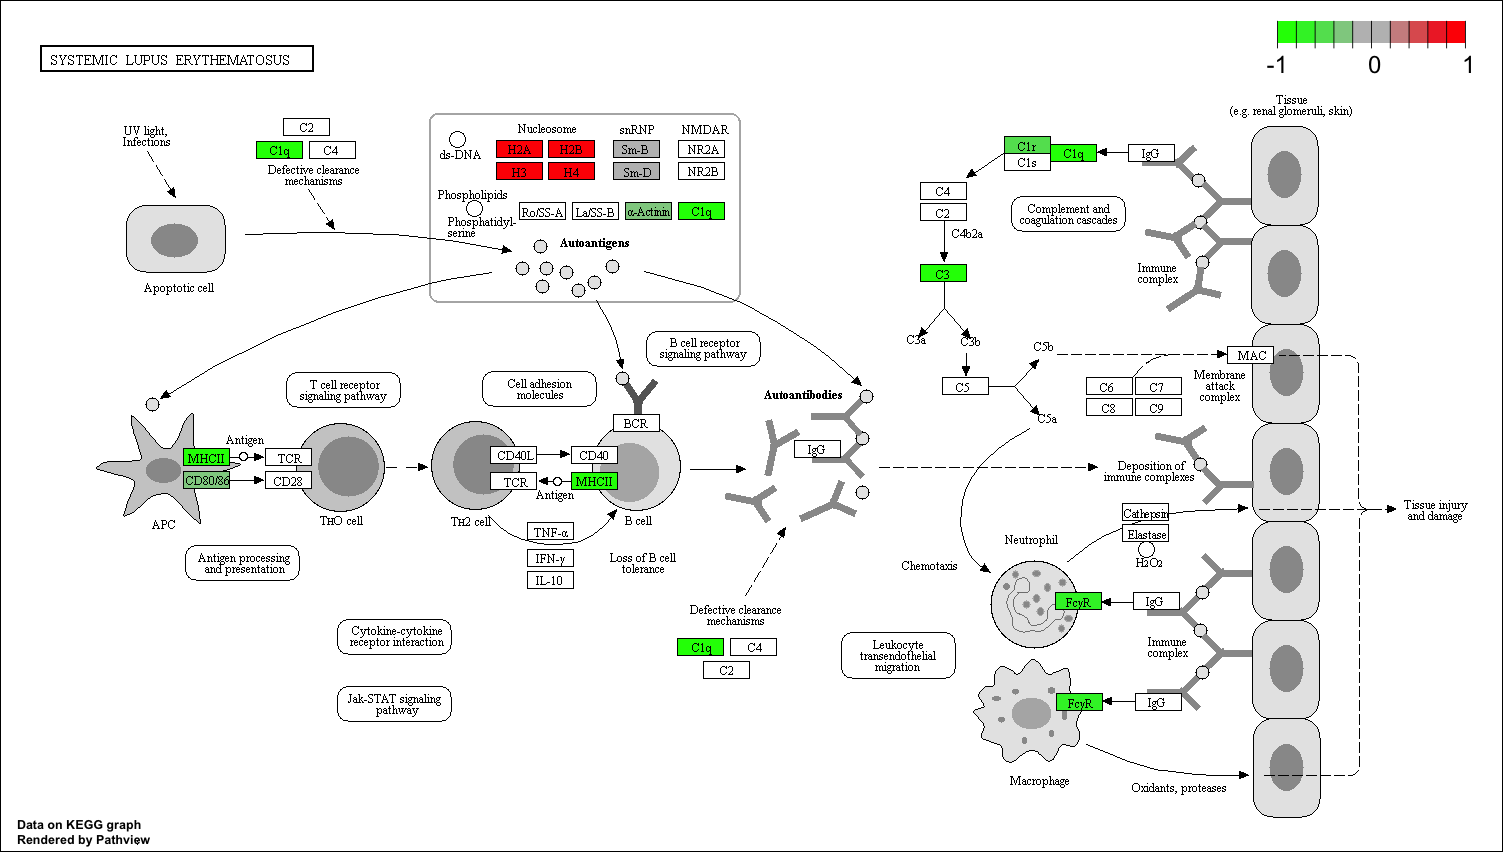 SYSTEMIC LUPUS ERYTHEMATOSUS
-1 0 1
UV light,
Infections
C2
C1q C4
Defective clearance
mechanisms
Apoptotic cell
ds-DNA
Nucleosome
H2A H2B
H3 H4
snRNP
Sm-B
Sm-D
NMDAR
NR2A
NR2B
Phospholipids
Phosphatidyl-
serine
Ro/SS-A La/SS-B α-Actinin C1q
Autoantigens
C1r
C1s
C1q
IgG
C4
C2
C4b2a
C3
C3a C3b
C5
C5b
C5a
Complement and
coagulation cascades
Immune
complex
Tissue
(e.g. renal glomeruli, skin)
MAC
Membrane
attack
complex
C6 C7
C8 C9
B cell receptor
signaling pathway
T cell receptor
signaling pathway
Cell adhesion
molecules
Autoantibodies
IgG
BCR
Antigen
MHCII TCR
CD80/86 CD28
APC
TH0 cell
CD40L CD40
TCR MHCII
Antigen
TH2 cell
B cell
TNF-α
IFN-γ
IL-10
Loss of B cell
tolerance
Antigen processing
and presentation
Deposition of
immune complexes
Cathepsin
Elastase
H2O2
Tissue injury
and damage
Neutrophil
Chemotaxis
FcγR IgG
Immune
complex
Defective clearance
mechanisms
C1q C4
C2
Cytokine-cytokine
receptor interaction
Leukocyte
transendothelial
migration
Jak-STAT signaling
pathway
FcγR IgG
Macrophage
Oxidants, proteases
Data on KEGG graph
Rendered by Pathview